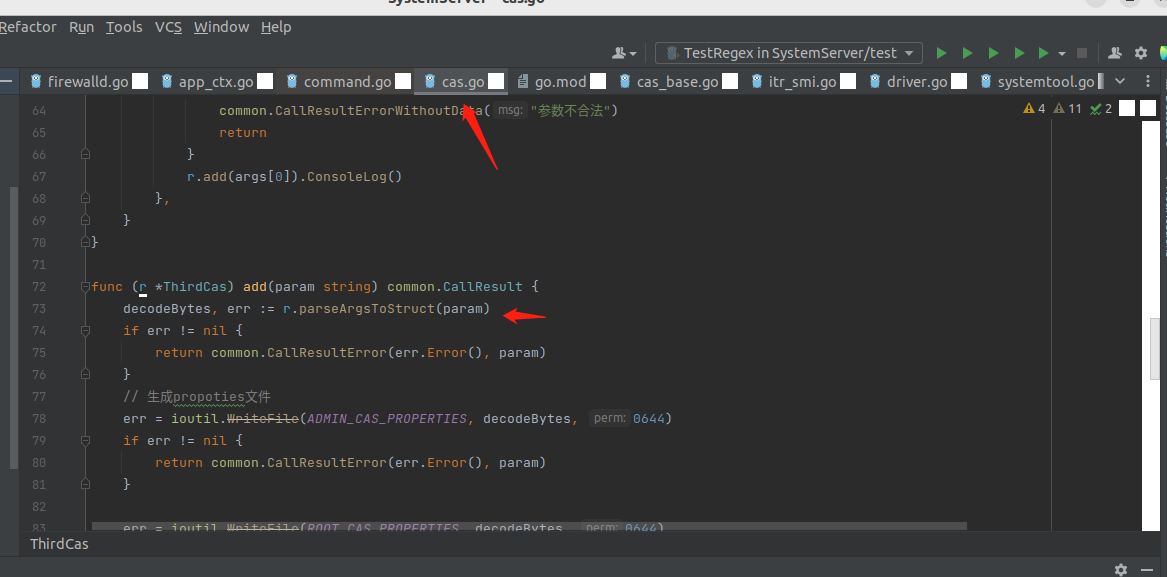 SystemServer - cas.go
Refactor Run Tools VCS Window Help
TestRegex in SystemServer/test
firewalld.go app_ctx.go command.go cas.go go.mod cas_base.go itr_smi.go driver.go systemtool.go
64 common.CallResultErrorWithoutData( msg: "参数不合法") 4 11 2
65 return
66 }
67 r.add(args[0]).ConsoleLog()
68 },
69 }
70 }
71
72 func (r *ThirdCas) add(param string) common.CallResult {
73 decodeBytes, err := r.parseArgsToStruct(param)
74 if err != nil {
75 return common.CallResultError(err.Error(), param)
76 }
77 // 生成propoties文件
78 err = ioutil.WriteFile(ADMIN_CAS_PROPERTIES, decodeBytes, perm: 0644)
79 if err != nil {
80 return common.CallResultError(err.Error(), param)
81 }
82
83 err = ioutil.WriteFile(ROOT_CAS_PROPERTIES, decodeBytes, perm: 0644)
ThirdCas